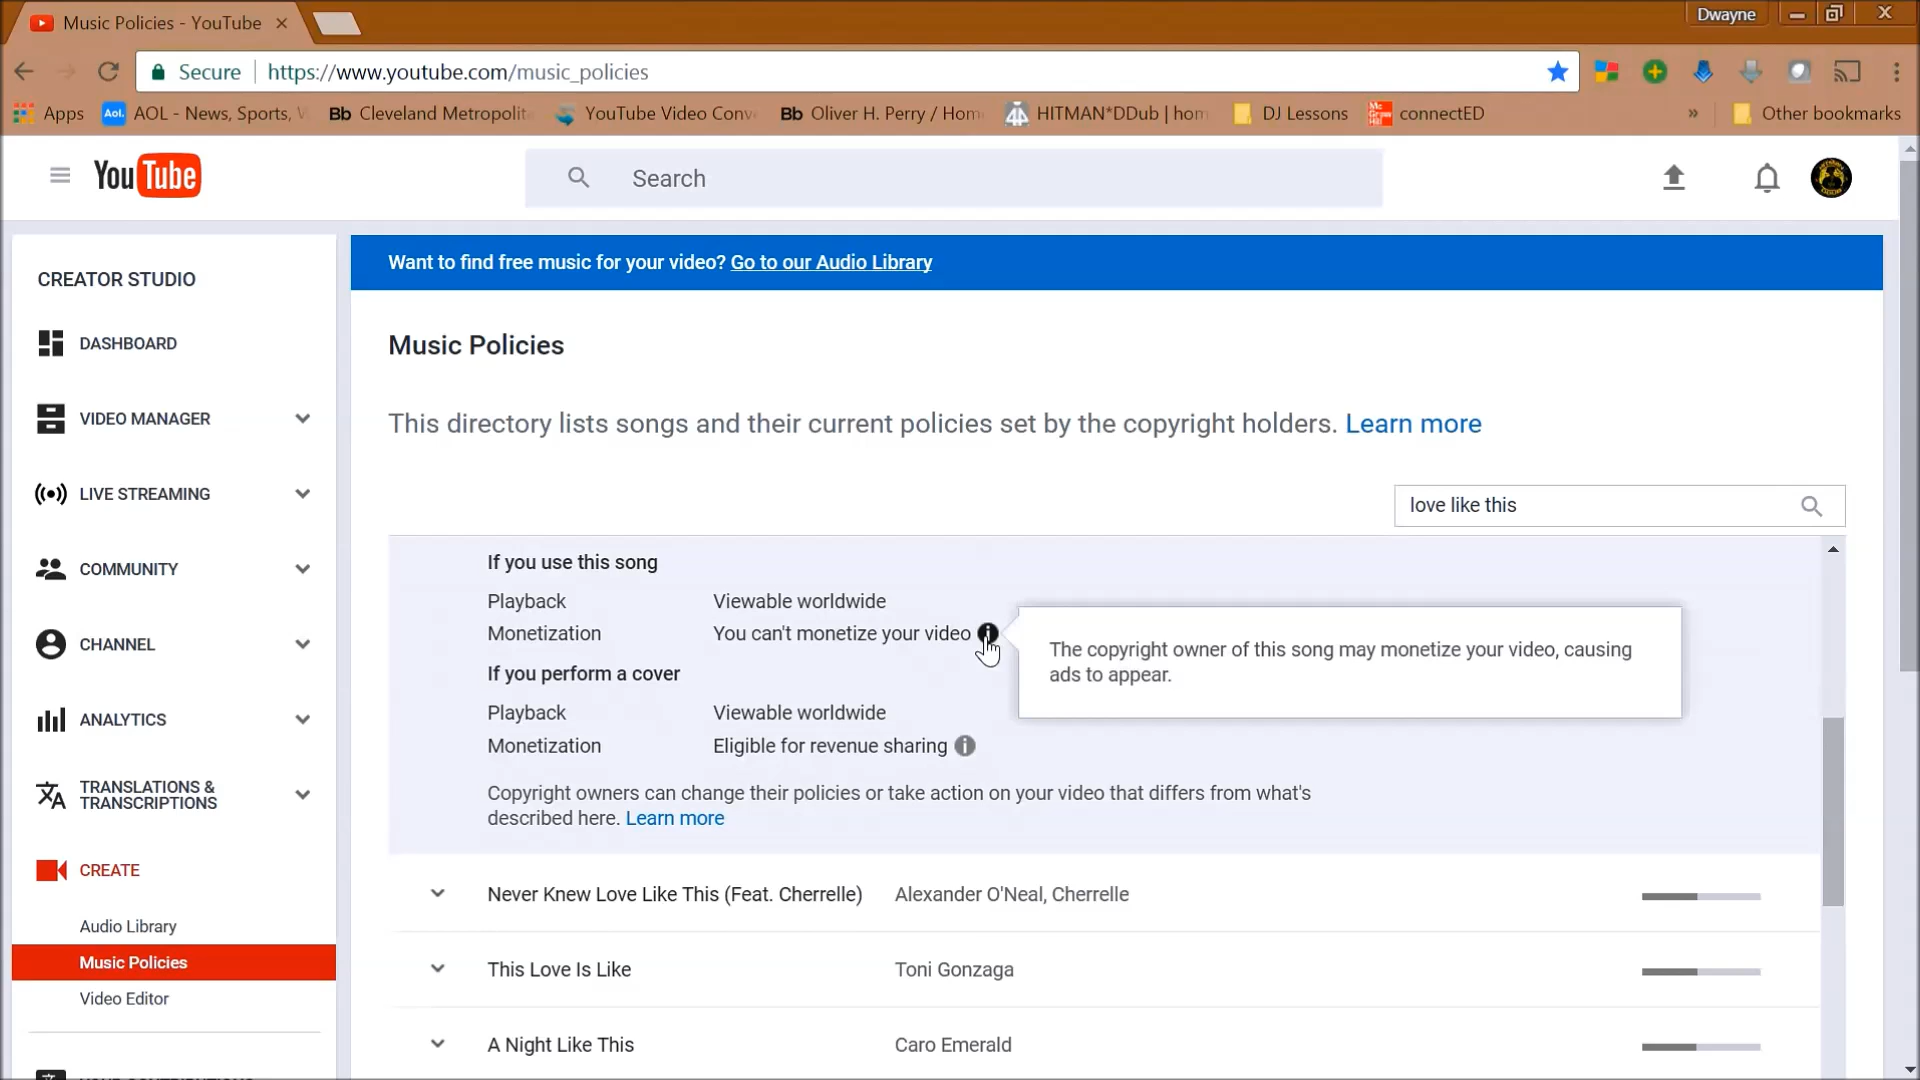 Music Policies - YouTube
Dwayne
Secure
https://www.youtube.com/music_policies
Apps
Aol.
AOL - News, Sports,
Bb
Cleveland Metropolit
YouTube Video Conv
Bb
Oliver H. Perry / Hom
HITMAN*DDub | hom
DJ Lessons
connectED
»
Other bookmarks
YouTube
Search
CREATOR STUDIO
DASHBOARD
VIDEO MANAGER
LIVE STREAMING
COMMUNITY
CHANNEL
ANALYTICS
TRANSLATIONS &
TRANSCRIPTIONS
CREATE
Audio Library
Music Policies
Video Editor
Want to find free music for your video? Go to our Audio Library
Music Policies
This directory lists songs and their current policies set by the copyright holders. Learn more
love like this
If you use this song
Playback Viewable worldwide
Monetization You can't monetize your video
The copyright owner of this song may monetize your video, causing
ads to appear.
If you perform a cover
Playback Viewable worldwide
Monetization Eligible for revenue sharing
Copyright owners can change their policies or take action on your video that differs from what's
described here. Learn more
Never Knew Love Like This (Feat. Cherrelle) Alexander O'Neal, Cherrelle
This Love Is Like Toni Gonzaga
A Night Like This Caro Emerald